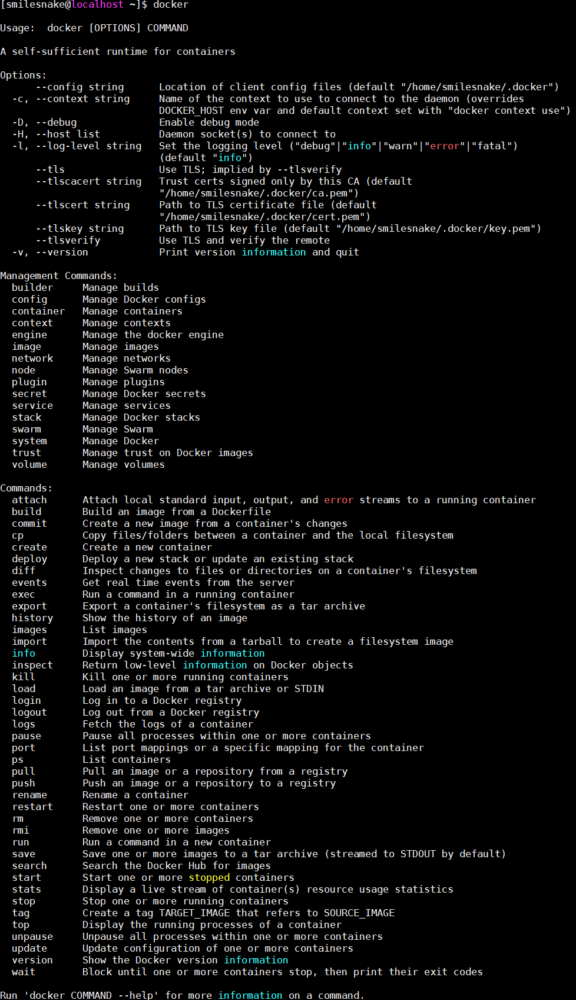 [smilesnake@localhost ~]$ docker
Usage:  docker [OPTIONS] COMMAND
A self-sufficient runtime for containers
Options:
      --config string      Location of client config files (default "/home/smilesnake/.docker")
  -c, --context string     Name of the context to use to connect to the daemon (overrides
                           DOCKER_HOST env var and default context set with "docker context use")
  -D, --debug              Enable debug mode
  -H, --host list          Daemon socket(s) to connect to
  -l, --log-level string   Set the logging level ("debug"|"info"|"warn"|"error"|"fatal")
                           (default "info")
      --tls                Use TLS; implied by --tlsverify
      --tlscacert string   Trust certs signed only by this CA (default
                           "/home/smilesnake/.docker/ca.pem")
      --tlscert string     Path to TLS certificate file (default
                           "/home/smilesnake/.docker/cert.pem")
      --tlskey string      Path to TLS key file (default "/home/smilesnake/.docker/key.pem")
      --tlsverify          Use TLS and verify the remote
  -v, --version            Print version information and quit
Management Commands:
  builder     Manage builds
  config      Manage Docker configs
  container   Manage containers
  context     Manage contexts
  engine      Manage the docker engine
  image       Manage images
  network     Manage networks
  node        Manage Swarm nodes
  plugin      Manage plugins
  secret      Manage Docker secrets
  service     Manage services
  stack       Manage Docker stacks
  swarm       Manage Swarm
  system      Manage Docker
  trust       Manage trust on Docker images
  volume      Manage volumes
Commands:
  attach      Attach local standard input, output, and error streams to a running container
  build       Build an image from a Dockerfile
  commit      Create a new image from a container's changes
  cp          Copy files/folders between a container and the local filesystem
  create      Create a new container
  deploy      Deploy a new stack or update an existing stack
  diff        Inspect changes to files or directories on a container's filesystem
  events      Get real time events from the server
  exec        Run a command in a running container
  export      Export a container's filesystem as a tar archive
  history     Show the history of an image
  images      List images
  import      Import the contents from a tarball to create a filesystem image
  info        Display system-wide information
  inspect     Return low-level information on Docker objects
  kill        Kill one or more running containers
  load        Load an image from a tar archive or STDIN
  login       Log in to a Docker registry
  logout      Log out from a Docker registry
  logs        Fetch the logs of a container
  pause       Pause all processes within one or more containers
  port        List port mappings or a specific mapping for the container
  ps          List containers
  pull        Pull an image or a repository from a registry
  push        Push an image or a repository to a registry
  rename      Rename a container
  restart     Restart one or more containers
  rm          Remove one or more containers
  rmi         Remove one or more images
  run         Run a command in a new container
  save        Save one or more images to a tar archive (streamed to STDOUT by default)
  search      Search the Docker Hub for images
  start       Start one or more stopped containers
  stats       Display a live stream of container(s) resource usage statistics
  stop        Stop one or more running containers
  tag         Create a tag TARGET_IMAGE that refers to SOURCE_IMAGE
  top         Display the running processes of a container
  unpause     Unpause all processes within one or more containers
  update      Update configuration of one or more containers
  version     Show the Docker version information
  wait        Block until one or more containers stop, then print their exit codes
Run 'docker COMMAND --help' for more information on a command.